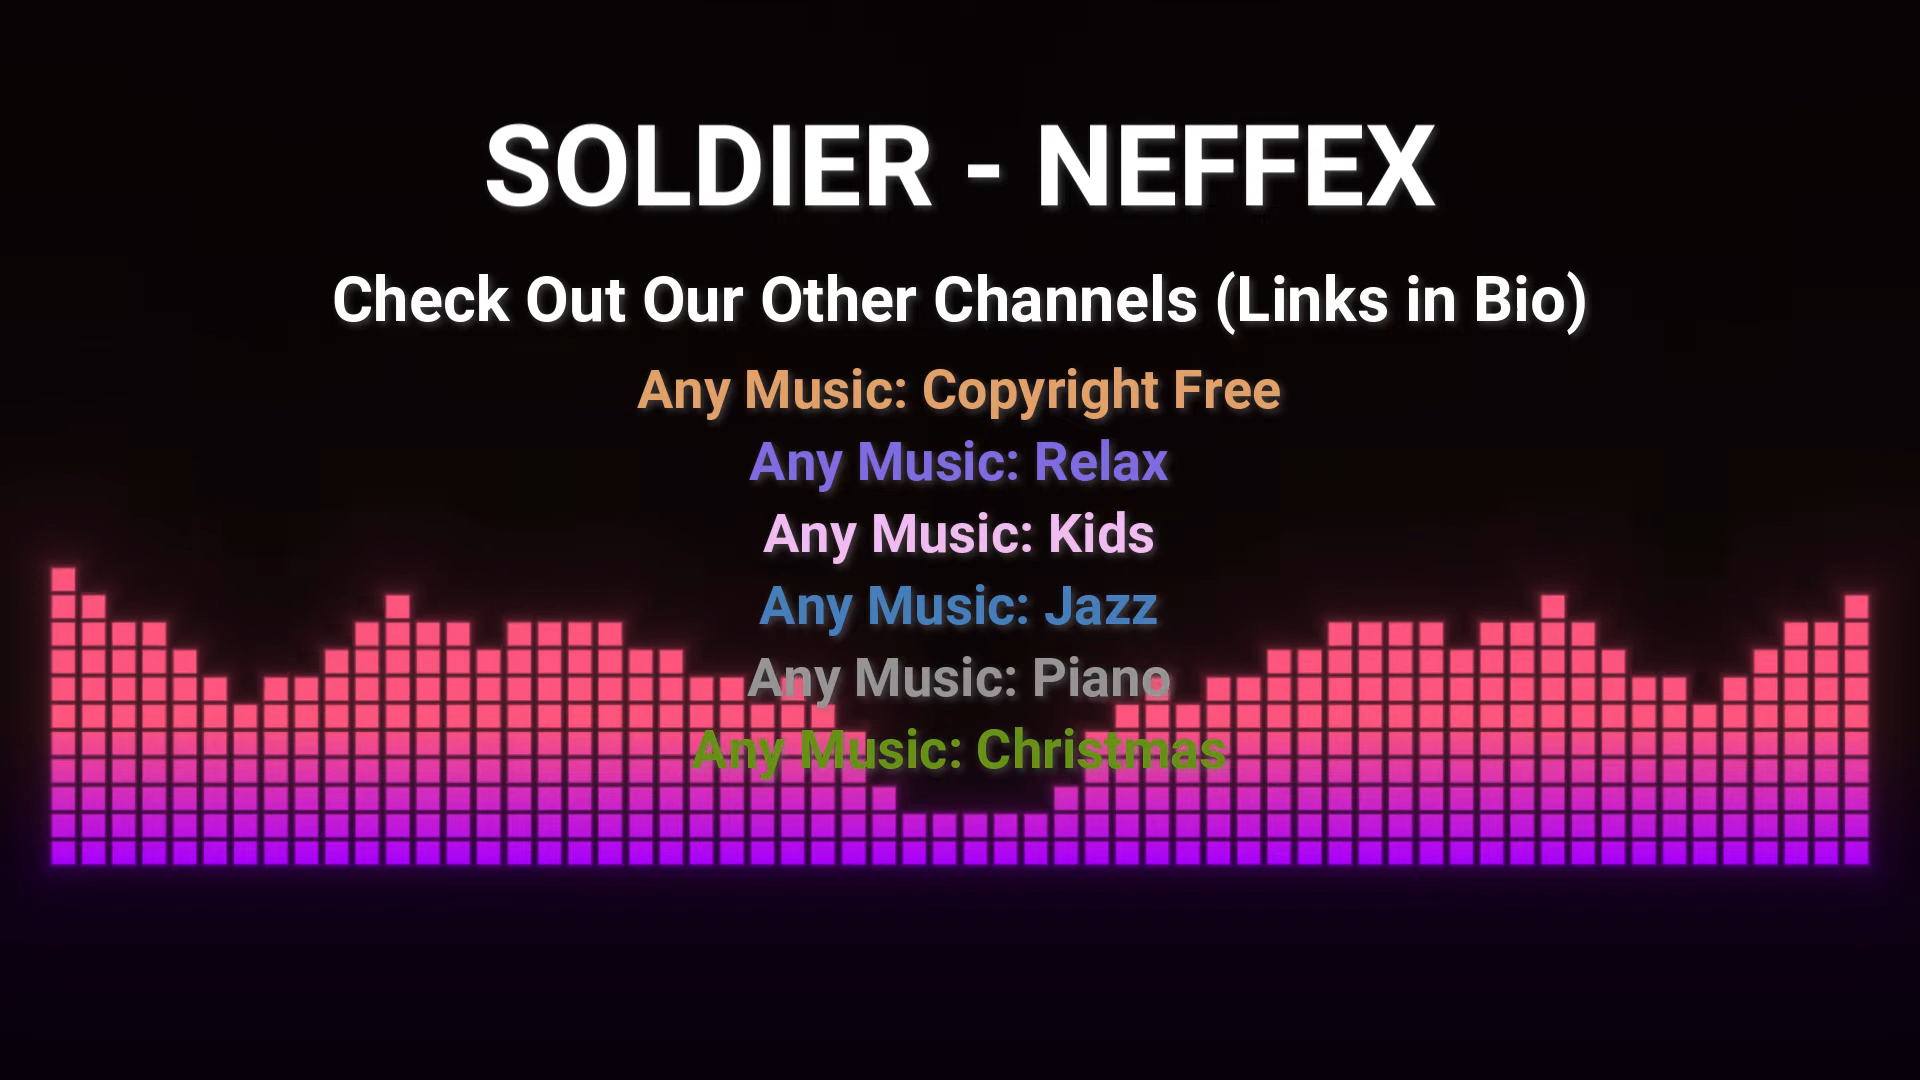 SOLDIER - NEFFEX
Check Out Our Other Channels (Links in Bio)
Any Music: Copyright Free
Any Music: Relax
Any Music: Kids
Any Music: Jazz
Any Music: Piano
Any Music: Christmas